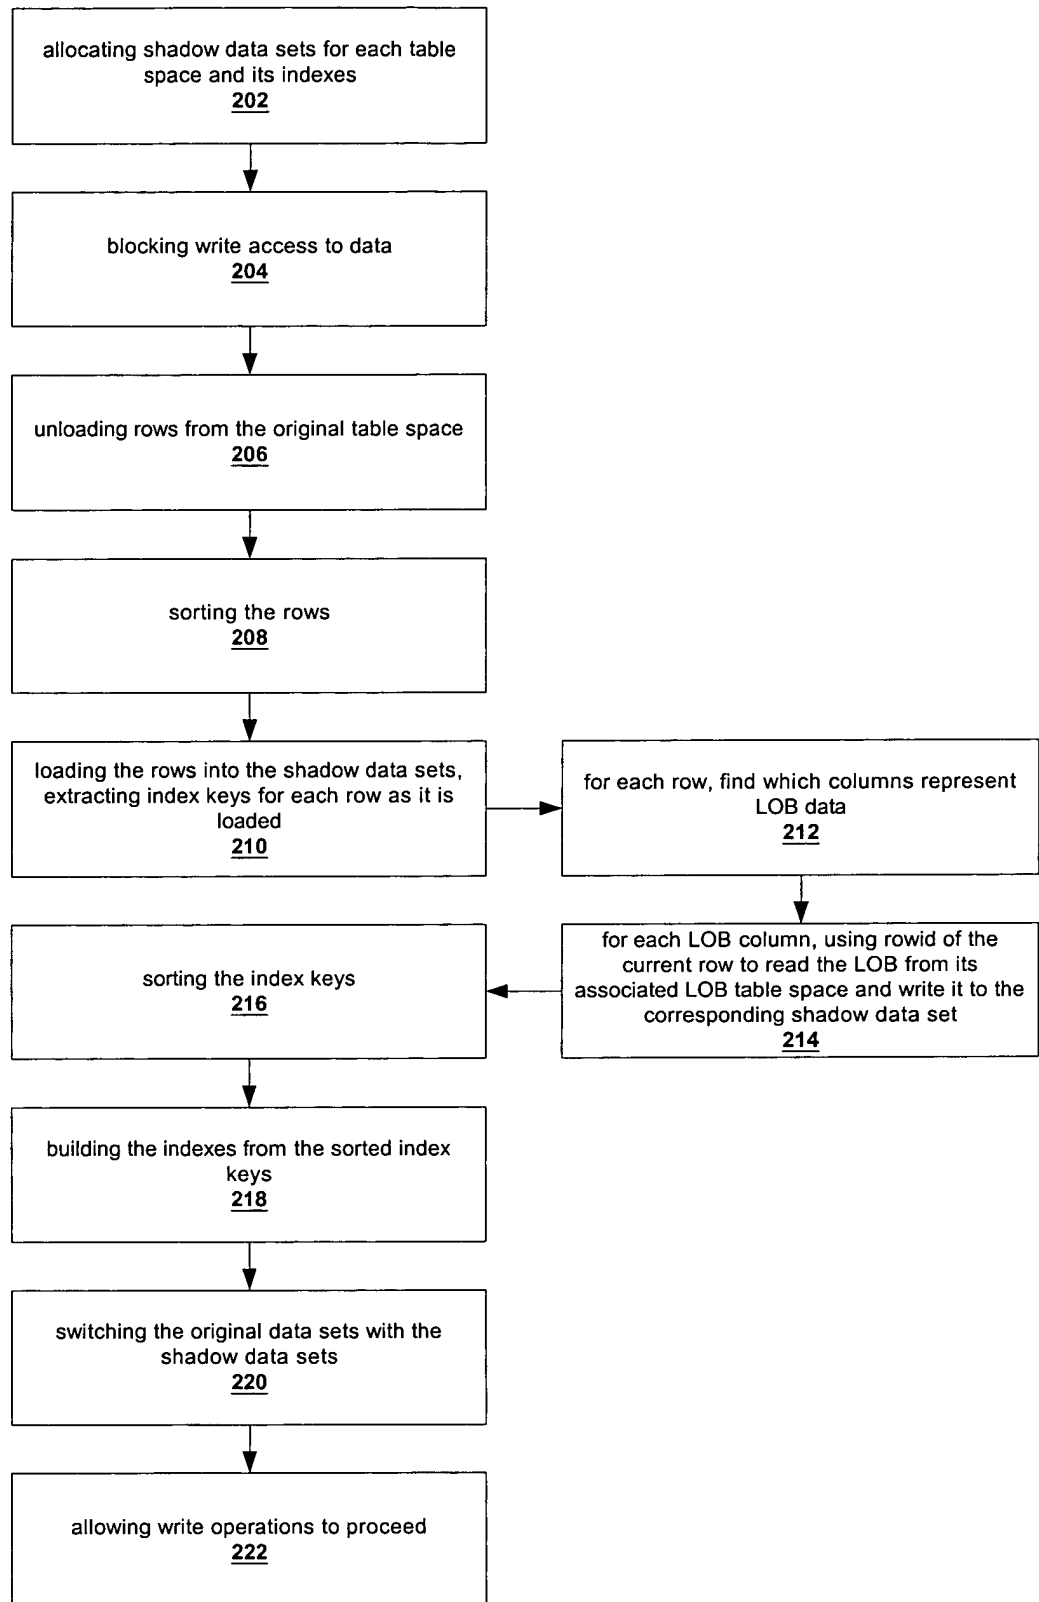 allocating shadow data sets for each table
space and its indexes
202
blocking write access to data
204
unloading rows from the original table space
206
sorting the rows
208
loading the rows into the shadow data sets,
extracting index keys for each row as it is
loaded
210
for each row, find which columns represent
LOB data
212
for each LOB column, using rowid of the
current row to read the LOB from its
associated LOB table space and write it to the
corresponding shadow data set
214
sorting the index keys
216
building the indexes from the sorted index
keys
218
switching the original data sets with the
shadow data sets
220
allowing write operations to proceed
222